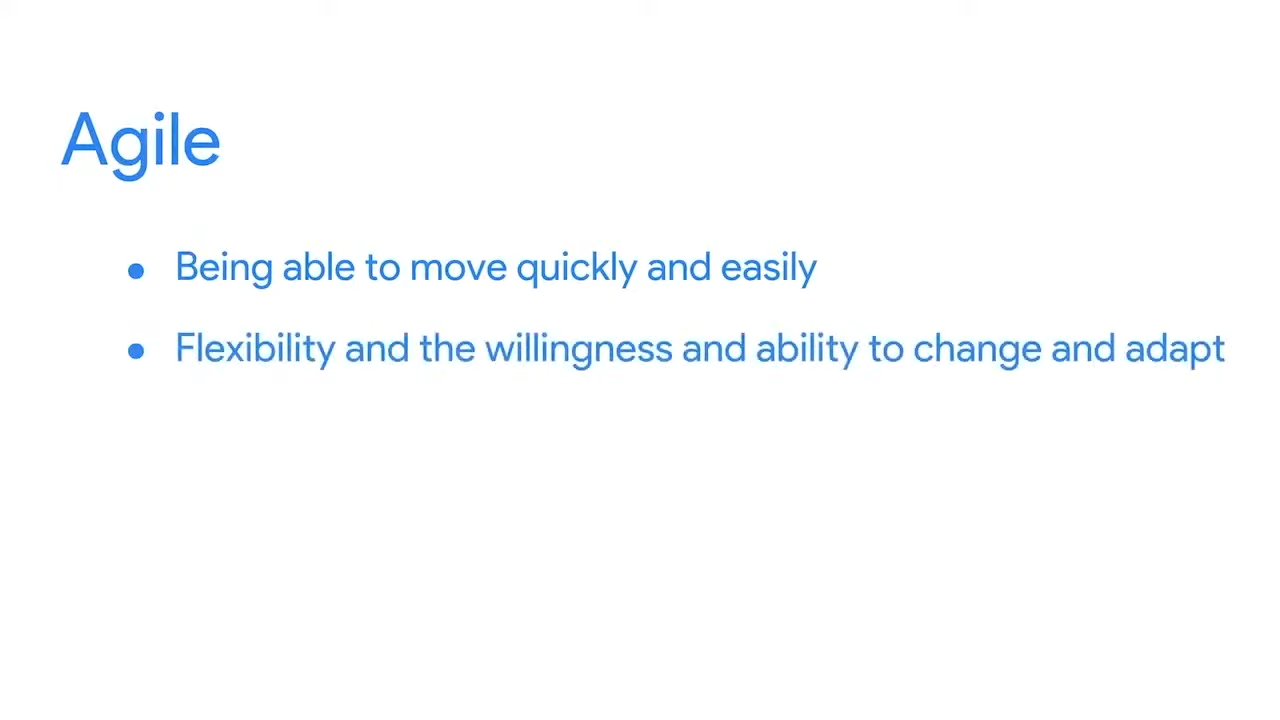 Agile
• Being able to move quickly and easily
• Flexibility and the willingness and ability to change and adapt